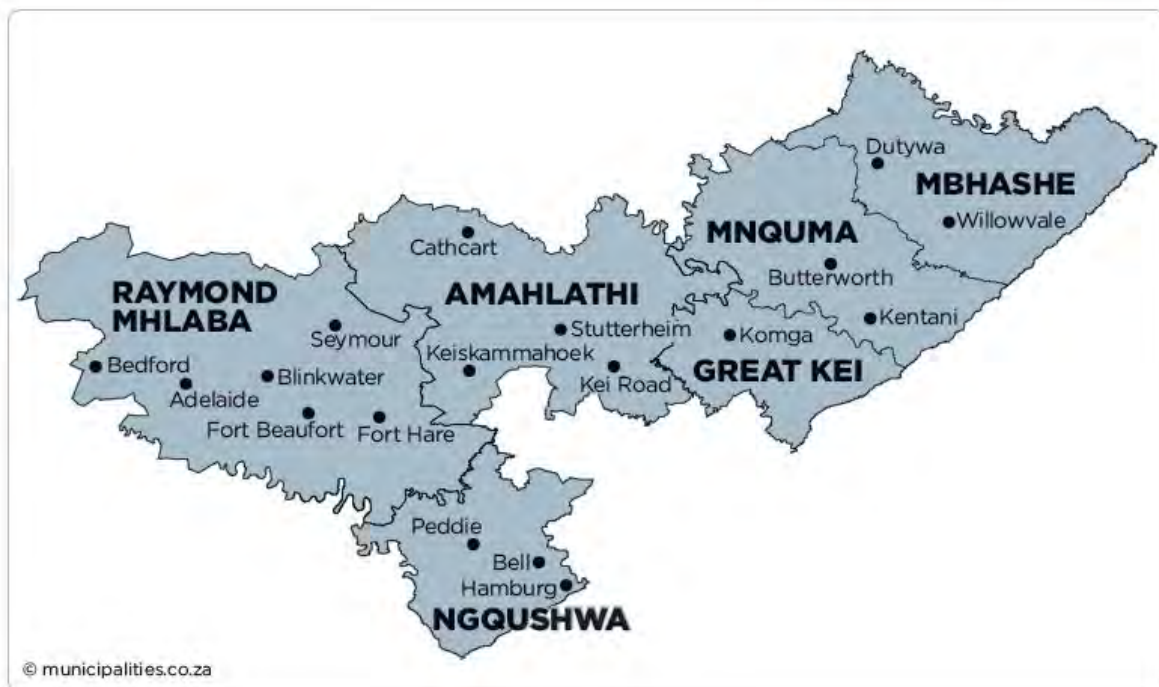 Dutywa
MBHASHE
Willowvale
MNQUMA
Butterworth
Cathcart
RAYMOND
MHLABA
AMAHLATHI
Kentani
Seymour
Stutterheim
Komga
Keiskammahoek
Bedford
Blinkwater
Kei Road
GREAT KEI
Adelaide
Fort Beaufort
Fort Hare
Peddie
Bell
Hamburg
NGQUSHWA
© municipalities.co.za